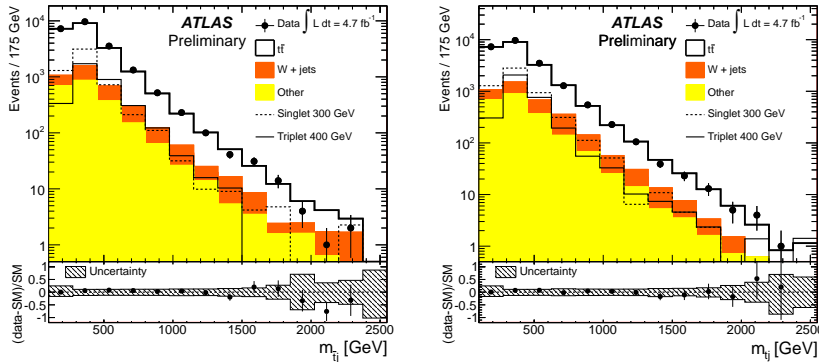 ATLAS
Preliminary
Data ∫ L dt = 4.7 fb⁻¹
tt̄
W + jets
Other
Singlet 300 GeV
Triplet 400 GeV
Events / 175 GeV
10⁴
10³
10²
10
1
Uncertainty
(data-SM)/SM
1
0.5
0
-0.5
-1
500 1000 1500 2000 2500
m_t̄j [GeV]
ATLAS
Preliminary
Data ∫ L dt = 4.7 fb⁻¹
tt̄
W + jets
Other
Singlet 300 GeV
Triplet 400 GeV
Events / 175 GeV
10⁴
10³
10²
10
1
Uncertainty
(data-SM)/SM
1
0.5
0
-0.5
-1
500 1000 1500 2000 2500
m_tj [GeV]